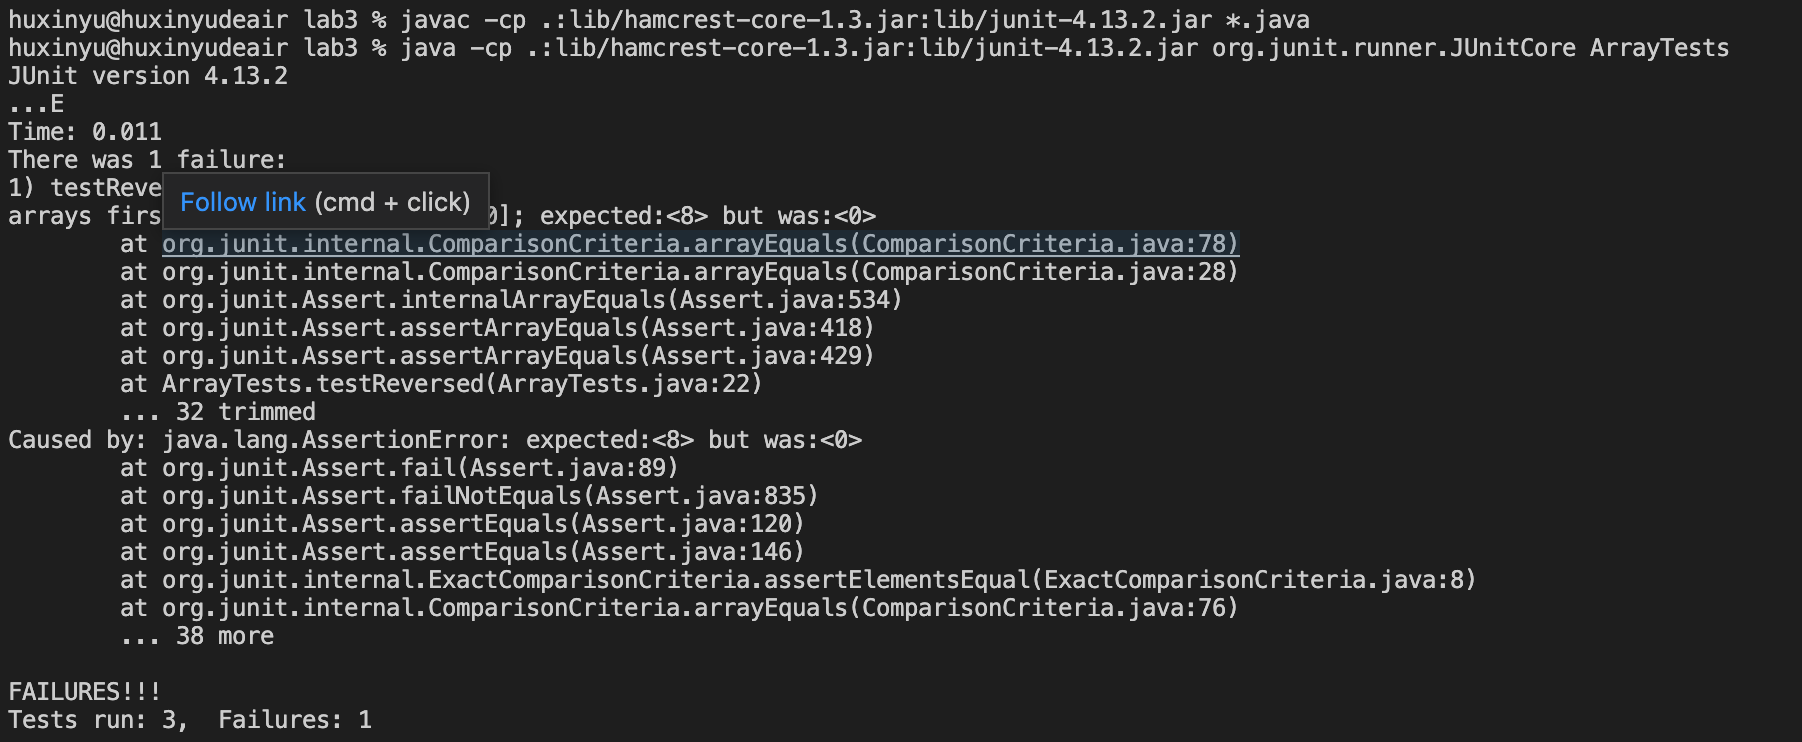 huxinyu@huxinyudeair lab3 % javac -cp .:lib/hamcrest-core-1.3.jar:lib/junit-4.13.2.jar *.java
huxinyu@huxinyudeair lab3 % java -cp .:lib/hamcrest-core-1.3.jar:lib/junit-4.13.2.jar org.junit.runner.JUnitCore ArrayTests
JUnit version 4.13.2
...E
Time: 0.011
There was 1 failure:
1) testReve
Follow link (cmd + click)
arrays firs 0]; expected:<8> but was:<0>
at org.junit.internal.ComparisonCriteria.arrayEquals(ComparisonCriteria.java:78)
at org.junit.internal.ComparisonCriteria.arrayEquals(ComparisonCriteria.java:28)
at org.junit.Assert.internalArrayEquals(Assert.java:534)
at org.junit.Assert.assertArrayEquals(Assert.java:418)
at org.junit.Assert.assertArrayEquals(Assert.java:429)
at ArrayTests.testReversed(ArrayTests.java:22)
... 32 trimmed
Caused by: java.lang.AssertionError: expected:<8> but was:<0>
at org.junit.Assert.fail(Assert.java:89)
at org.junit.Assert.failNotEquals(Assert.java:835)
at org.junit.Assert.assertEquals(Assert.java:120)
at org.junit.Assert.assertEquals(Assert.java:146)
at org.junit.internal.ExactComparisonCriteria.assertElementsEqual(ExactComparisonCriteria.java:8)
at org.junit.internal.ComparisonCriteria.arrayEquals(ComparisonCriteria.java:76)
... 38 more
FAILURES!!!
Tests run: 3,  Failures: 1